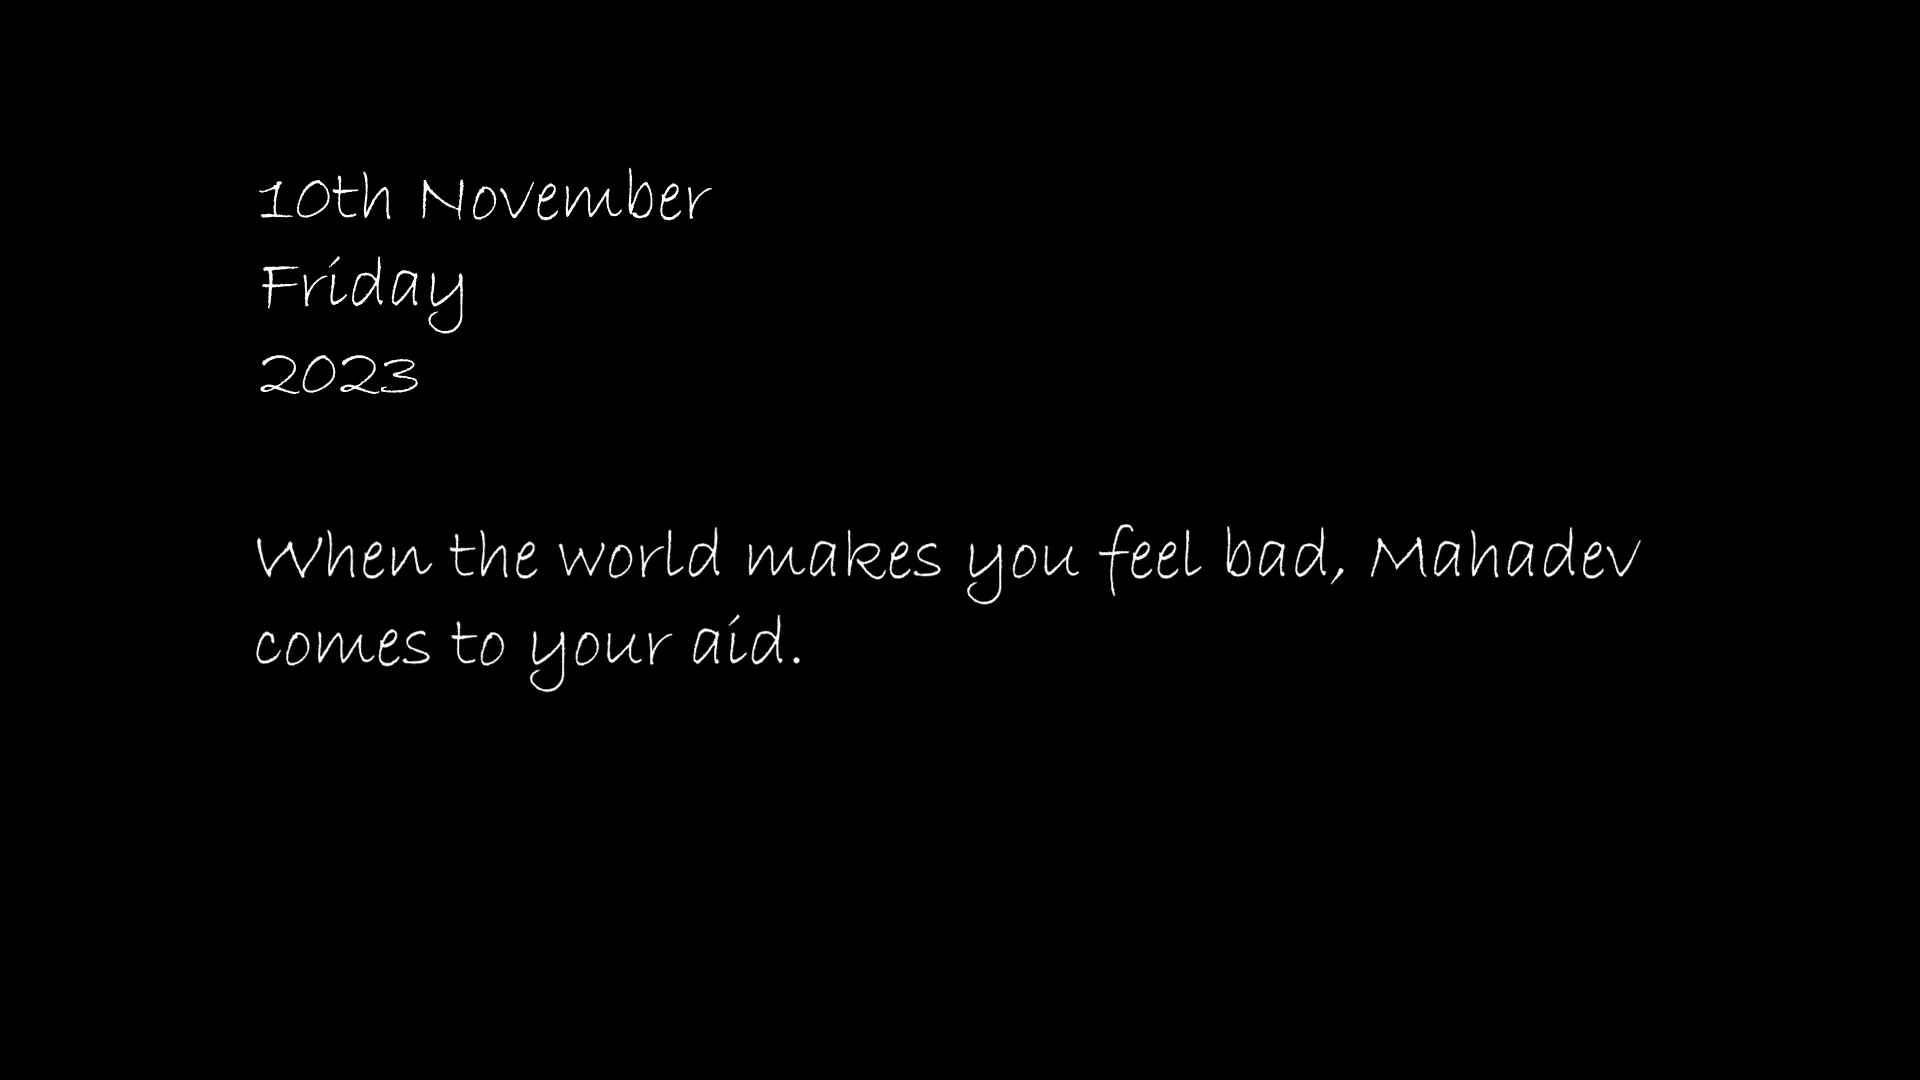 10th November
Friday
2023
When the world makes you feel bad, Mahadev
comes to your aid.